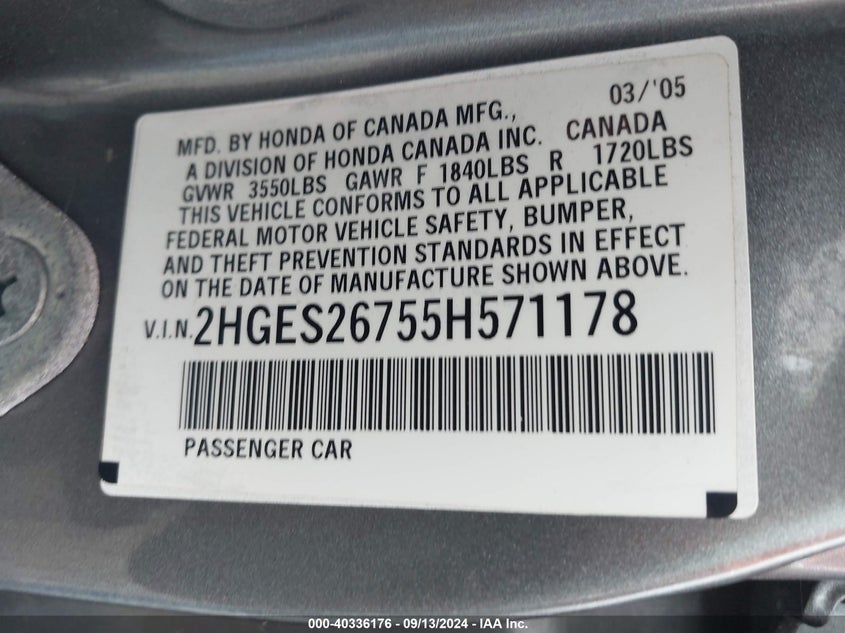 03/'05
MFD. BY HONDA OF CANADA MFG.,
A DIVISION OF HONDA CANADA INC. CANADA
GVWR 3550LBS GAWR F 1840LBS R 1720LBS
THIS VEHICLE CONFORMS TO ALL APPLICABLE
FEDERAL MOTOR VEHICLE SAFETY, BUMPER,
AND THEFT PREVENTION STANDARDS IN EFFECT
ON THE DATE OF MANUFACTURE SHOWN ABOVE.
V.I.N. 2HGES26755H571178
PASSENGER CAR
000-40336176 - 09/13/2024 - IAA Inc.